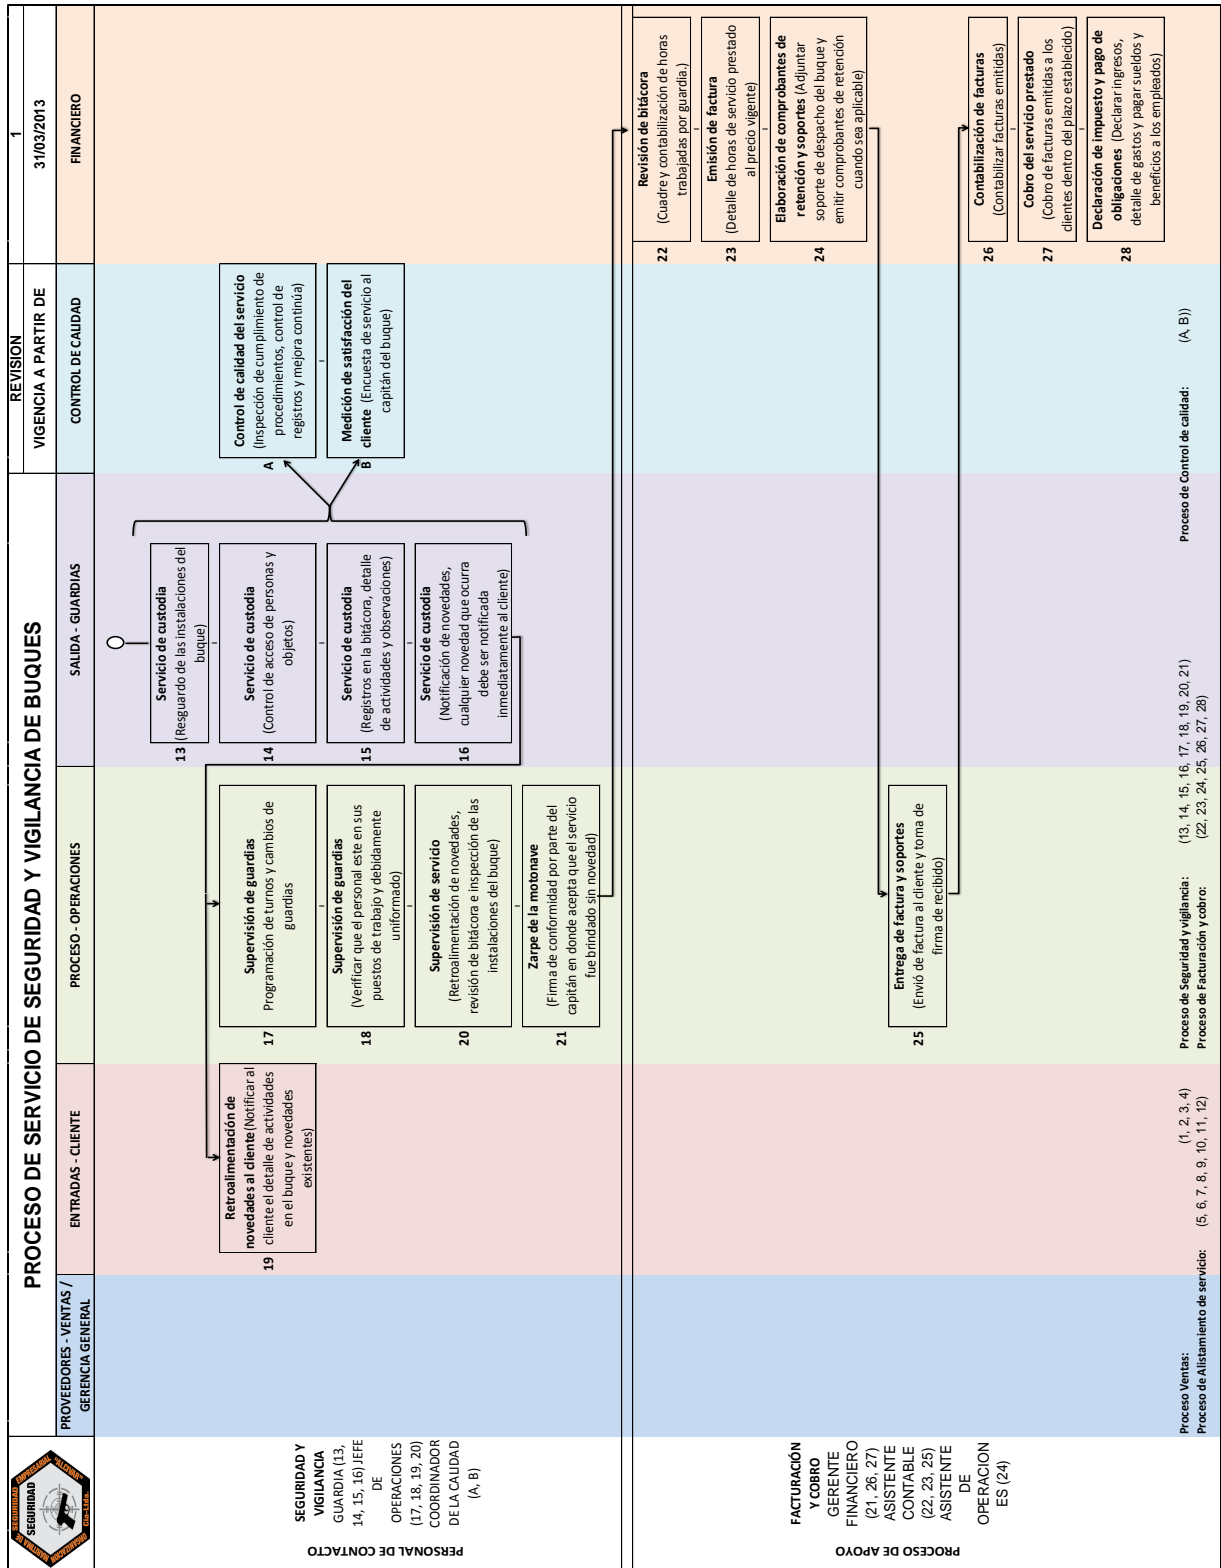 ORGANIZACION
MARITIMA DE
SEGURIDAD
EMPRESARIAL
"ALCIVAR"
Cia-Ltda.
SEGURIDAD
PROCESO DE SERVICIO DE SEGURIDAD Y VIGILANCIA DE BUQUES
REVISIÓN
1
VIGENCIA A PARTIR DE
31/03/2013
PROVEEDORES - VENTAS /
GERENCIA GENERAL
ENTRADAS - CLIENTE
PROCESO - OPERACIONES
SALIDA - GUARDIAS
CONTROL DE CALIDAD
FINANCIERO
PERSONAL DE CONTACTO
SEGURIDAD Y
VIGILANCIA
GUARDIA (13,
14, 15, 16) JEFE
DE
OPERACIONES
(17, 18, 19, 20)
COORDINADOR
DE LA CALIDAD
(A, B)
13
Servicio de custodia
(Resguardo de las instalaciones del
buque)
14
Servicio de custodia
(Control de acceso de personas y
objetos)
15
Servicio de custodia
(Registros en la bitácora, detalle
de actividades y observaciones)
16
Servicio de custodia
(Notificación de novedades,
cualquier novedad que ocurra
debe ser notificada
inmediatamente al cliente)
A
Control de calidad del servicio
(Inspección de cumplimiento de
procedimientos, control de
registros y mejora continúa)
B
Medición de satisfacción del
cliente (Encuesta de servicio al
capitán del buque)
17
Supervisión de guardias
Programación de turnos y cambios de
guardias
18
Supervisión de guardias
(Verificar que el personal este en sus
puestos de trabajo y debidamente
uniformado)
19
Retroalimentación de
novedades al cliente(Notificar al
cliente el detalle de actividades
en el buque y novedades
existentes)
20
Supervisión de servicio
(Retroalimentación de novedades,
revisión de bitácora e inspección de las
instalaciones del buque)
21
Zarpe de la motonave
(Firma de conformidad por parte del
capitán en donde acepta que el servicio
fue brindado sin novedad)
PROCESO DE APOYO
FACTURACIÓN
Y COBRO
GERENTE
FINANCIERO
(21, 26, 27)
ASISTENTE
CONTABLE
(22, 23, 25)
ASISTENTE
DE
OPERACION
ES (24)
22
Revisión de bitácora
(Cuadre y contabilización de horas
trabajadas por guardia.)
23
Emisión de factura
(Detalle de horas de servicio prestado
al precio vigente)
24
Elaboración de comprobantes de
retención y soportes (Adjuntar
soporte de despacho del buque y
emitir comprobantes de retención
cuando sea aplicable)
25
Entrega de factura y soportes
(Envió de factura al cliente y toma de
firma de recibido)
26
Contabilización de facturas
(Contabilizar facturas emitidas)
27
Cobro del servicio prestado
(Cobro de facturas emitidas a los
clientes dentro del plazo establecido)
28
Declaración de impuesto y pago de
obligaciones (Declarar ingresos,
detalle de gastos y pagar sueldos y
beneficios a los empleados)
Proceso Ventas: (1, 2, 3, 4)
Proceso de Alistamiento de servicio: (5, 6, 7, 8, 9, 10, 11, 12)
Proceso de Seguridad y vigilancia: (13, 14, 15, 16, 17, 18, 19, 20, 21)
Proceso de Facturación y cobro: (22, 23, 24, 25, 26, 27, 28)
Proceso de Control de calidad: (A, B))